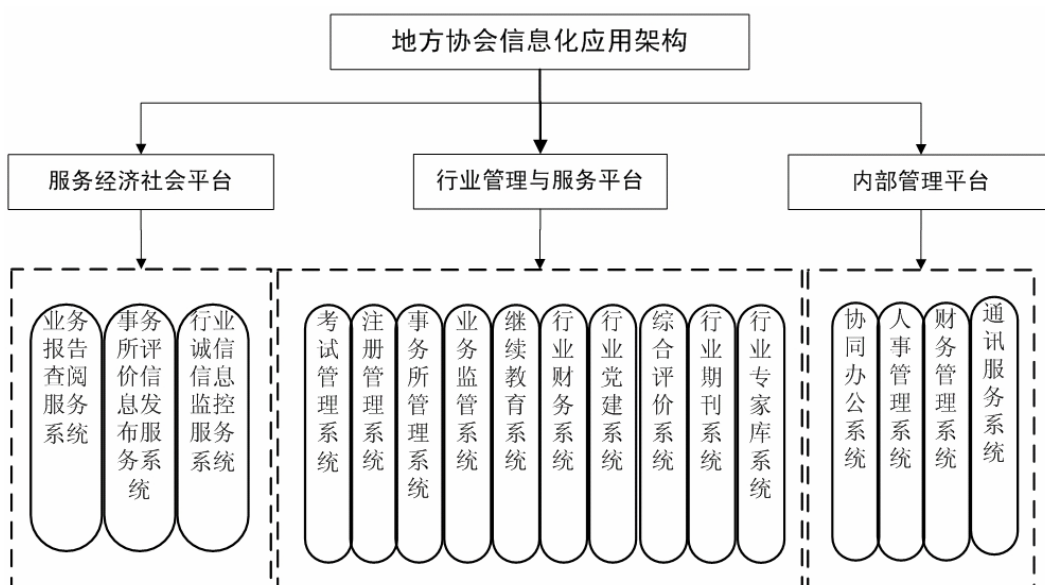 地方协会信息化应用架构
服务经济社会平台
行业管理与服务平台
内部管理平台
业务
报告
查阅
服务
系统
事务
所评
价信
息发
布服
务系
统
行业
诚信
信息
监控
服务
系统
考试管理系统
注册管理系统
事务所管理系统
业务监管系统
继续教育系统
行业财务系统
行业党建系统
综合评价系统
行业期刊系统
行业专家库系统
协同办公系统
人事管理系统
财务管理系统
通讯服务系统